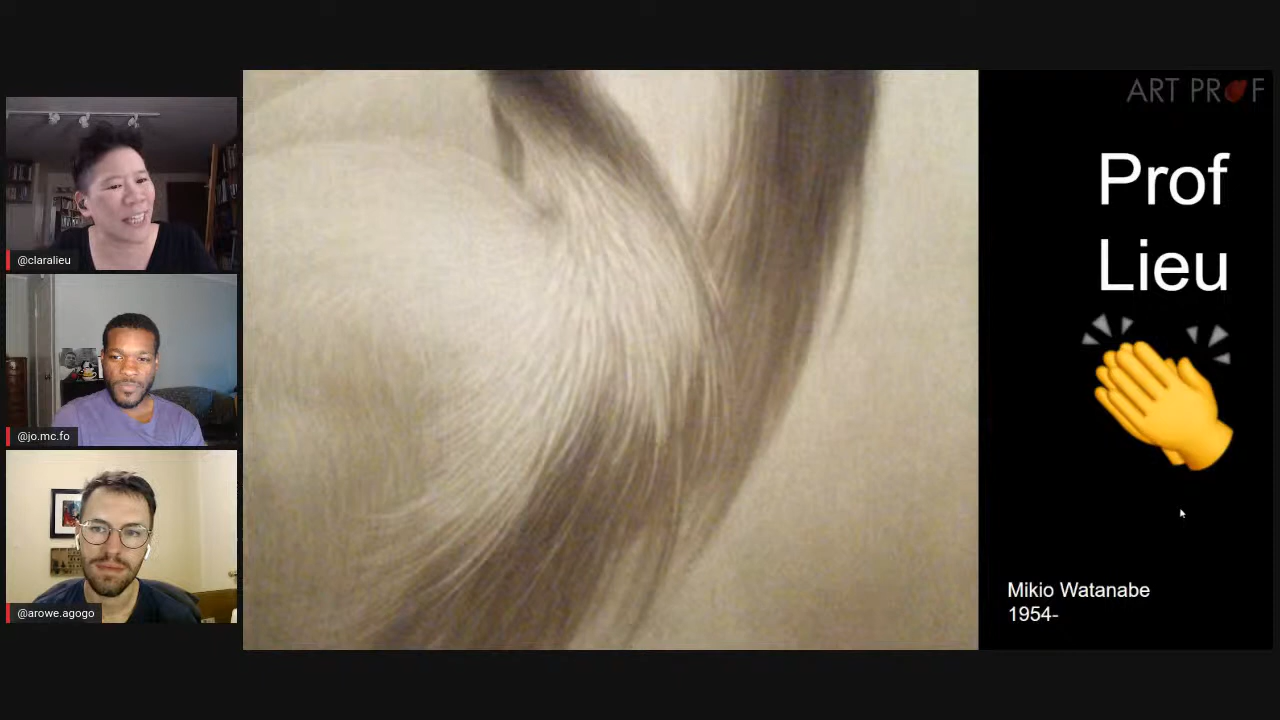 @claralieu
@jo.mc.fo
@arowe.agogo
ART PROF
Prof
Lieu
Mikio Watanabe
1954-